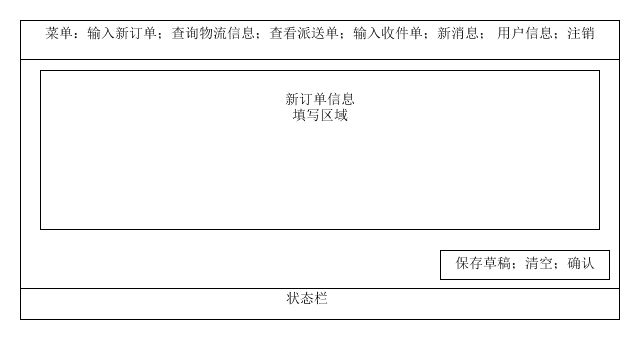 菜单：输入新订单；查询物流信息；查看派送单；输入收件单；新消息； 用户信息；注销
新订单信息
填写区域
保存草稿；清空；确认
状态栏